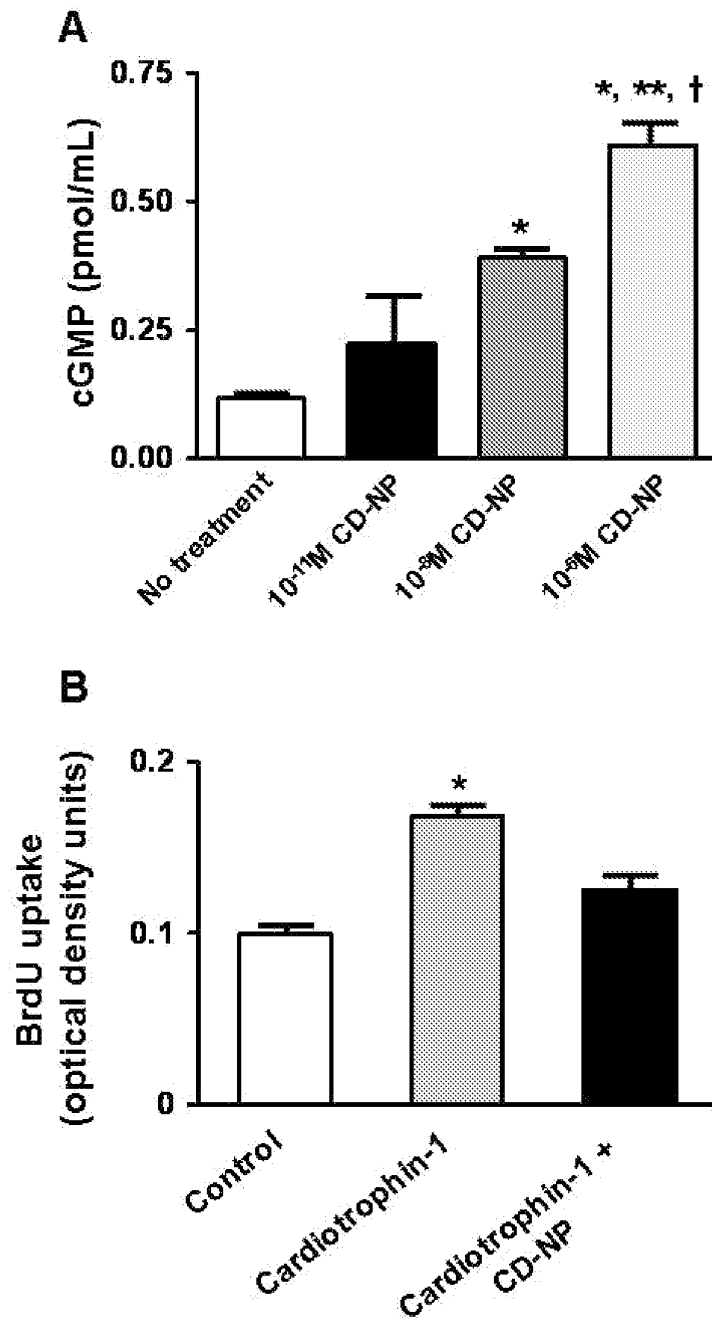 A
0.75
0.50
0.25
0.00
cGMP (pmol/mL)
*
*, **, †
No treatment
10⁻¹¹M CD-NP
10⁻⁸M CD-NP
10⁻⁶M CD-NP
B
0.2
0.1
0
BrdU uptake
(optical density units)
*
Control
Cardiotrophin-1
Cardiotrophin-1 +
CD-NP